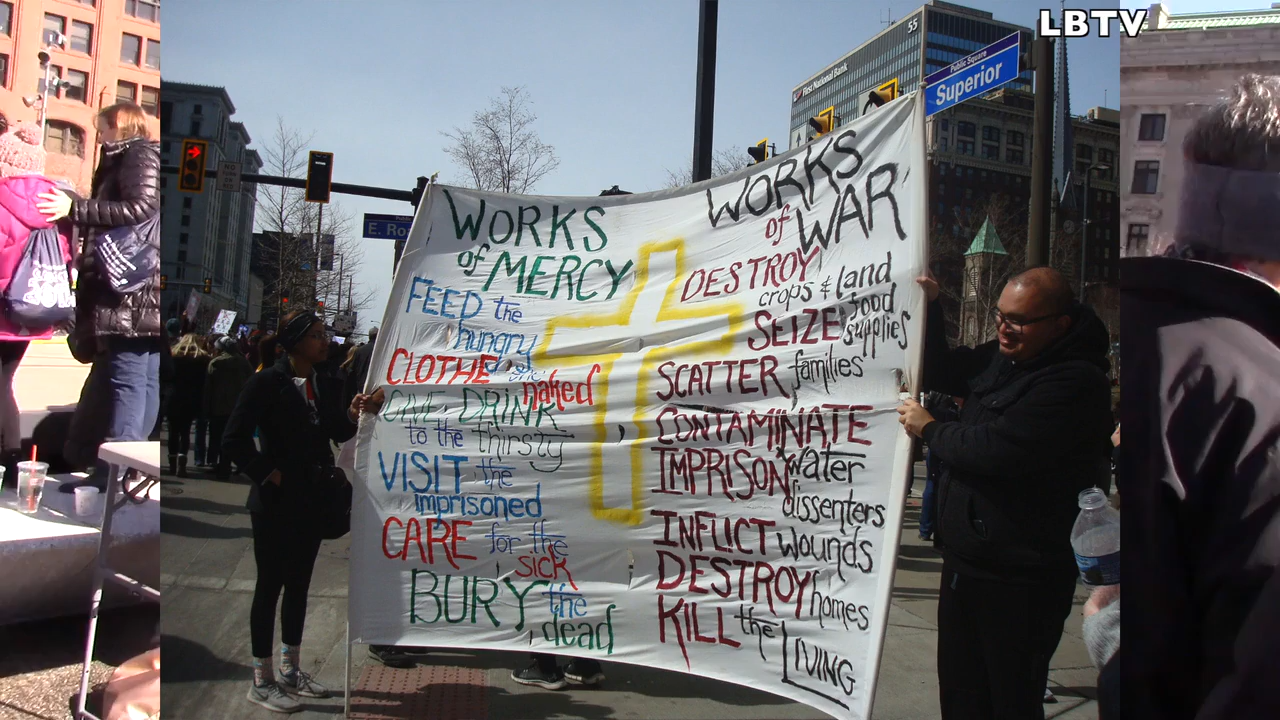 LBTV
55
First National Bank
Public Square
Superior
E. Ro
WORKS
of MERCY
FEED the
hungry
CLOTHE the
naked
GIVE DRINK
to the thirsty
VISIT the
imprisoned
CARE for the
sick
BURY the
dead
WORKS
of WAR
DESTROY
crops & land
SEIZE food
supplies
SCATTER families
CONTAMINATE
water
IMPRISON
dissenters
INFLICT wounds
DESTROY homes
KILL the
LIVING